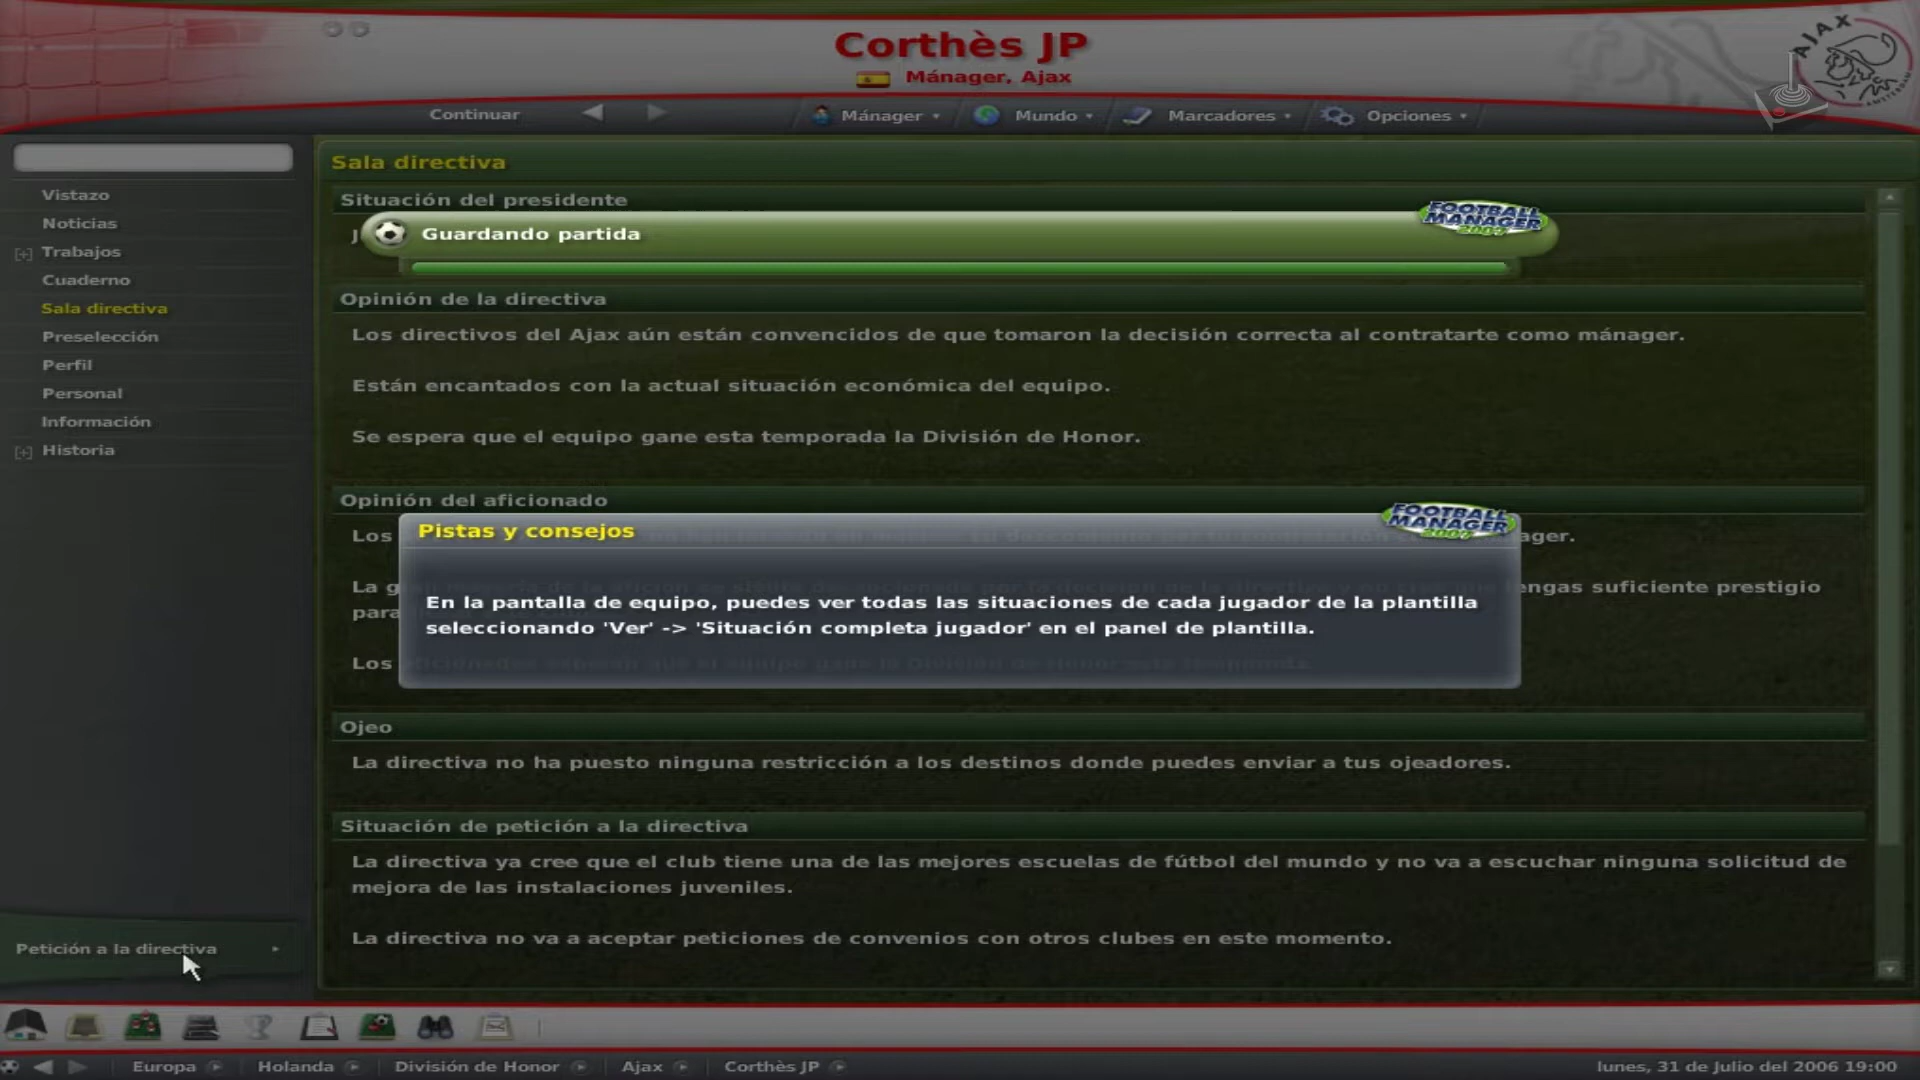 Corthès JP
Mánager, Ajax
AJAX
Continuar
Mánager
Mundo
Marcadores
Opciones
Vistazo
Noticias
[+] Trabajos
Cuaderno
Sala directiva
Preselección
Perfil
Personal
Información
[+] Historia
Petición a la directiva
Sala directiva
Situación del presidente
J
Guardando partida
FOOTBALL
MANAGER
2007
Opinión de la directiva
Los directivos del Ajax aún están convencidos de que tomaron la decisión correcta al contratarte como mánager.
Están encantados con la actual situación económica del equipo.
Se espera que el equipo gane esta temporada la División de Honor.
Opinión del aficionado
Los
ager.
La
engas suficiente prestigio
para
Los
Pistas y consejos
FOOTBALL
MANAGER
2007
En la pantalla de equipo, puedes ver todas las situaciones de cada jugador de la plantilla
seleccionando 'Ver' -> 'Situación completa jugador' en el panel de plantilla.
Ojeo
La directiva no ha puesto ninguna restricción a los destinos donde puedes enviar a tus ojeadores.
Situación de petición a la directiva
La directiva ya cree que el club tiene una de las mejores escuelas de fútbol del mundo y no va a escuchar ninguna solicitud de
mejora de las instalaciones juveniles.
La directiva no va a aceptar peticiones de convenios con otros clubes en este momento.
Europa
Holanda
División de Honor
Ajax
Corthès JP
lunes, 31 de Julio del 2006 19:00